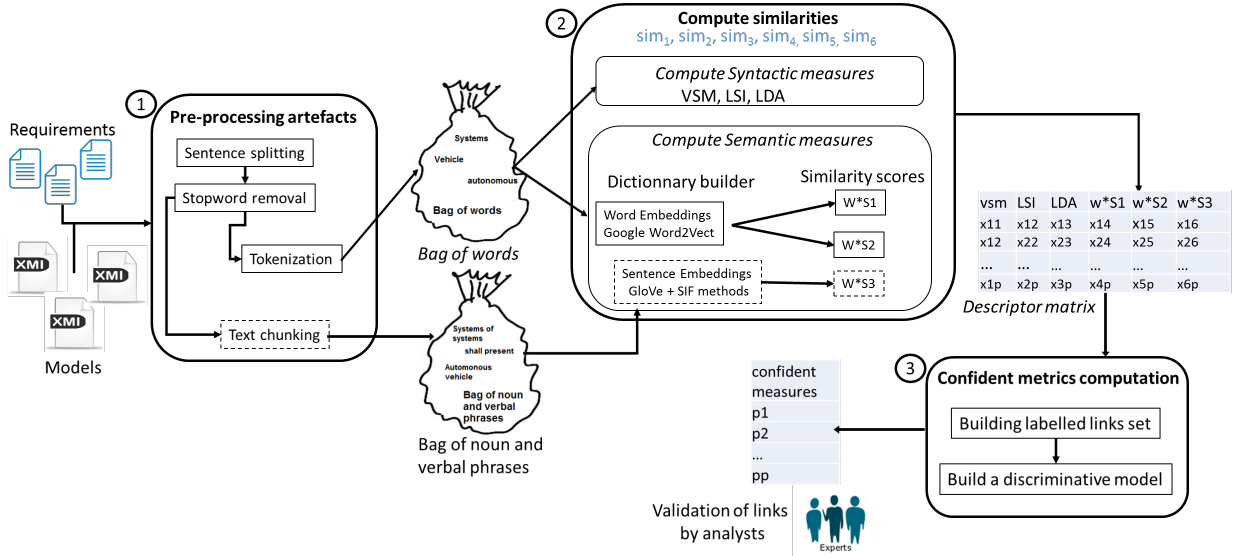 1
Pre-processing artefacts
Requirements
Sentence splitting
Stopword removal
Tokenization
Text chunking
XMI
XMI
XMI
Models
Systems
Vehicle
autonomous
Bag of words
Bag of words
Systems of
systems
shall present
Automonous
vehicle
Bag of noun
and verbal
phrases
Bag of noun and
verbal phrases
2
Compute similarities
sim1, sim2, sim3, sim4, sim5, sim6
Compute Syntactic measures
VSM, LSI, LDA
Compute Semantic measures
Dictionnary builder
Similarity scores
Word Embeddings
Google Word2Vect
W*S1
W*S2
Sentence Embeddings
GloVe + SIF methods
W*S3
vsm LSI LDA w*S1 w*S2 w*S3
x11 x12 x13 x14 x15 x16
x12 x22 x23 x24 x25 x26
... ... ... ... ...
x1p x2p x3p x4p x5p x6p
Descriptor matrix
3
Confident metrics computation
Building labelled links set
Build a discriminative model
confident
measures
p1
p2
...
pp
Validation of links
by analysts
Experts